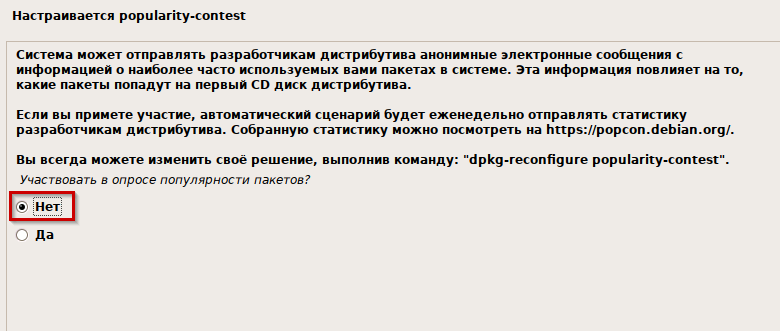 Настраивается popularity-contest
Система может отправлять разработчикам дистрибутива анонимные электронные сообщения с
информацией о наиболее часто используемых вами пакетах в системе. Эта информация повлияет на то,
какие пакеты попадут на первый CD диск дистрибутива.
Если вы примете участие, автоматический сценарий будет еженедельно отправлять статистику
разработчикам дистрибутива. Собранную статистику можно посмотреть на https://popcon.debian.org/.
Вы всегда можете изменить своё решение, выполнив команду: "dpkg-reconfigure popularity-contest".
Участвовать в опросе популярности пакетов?
Нет
Да